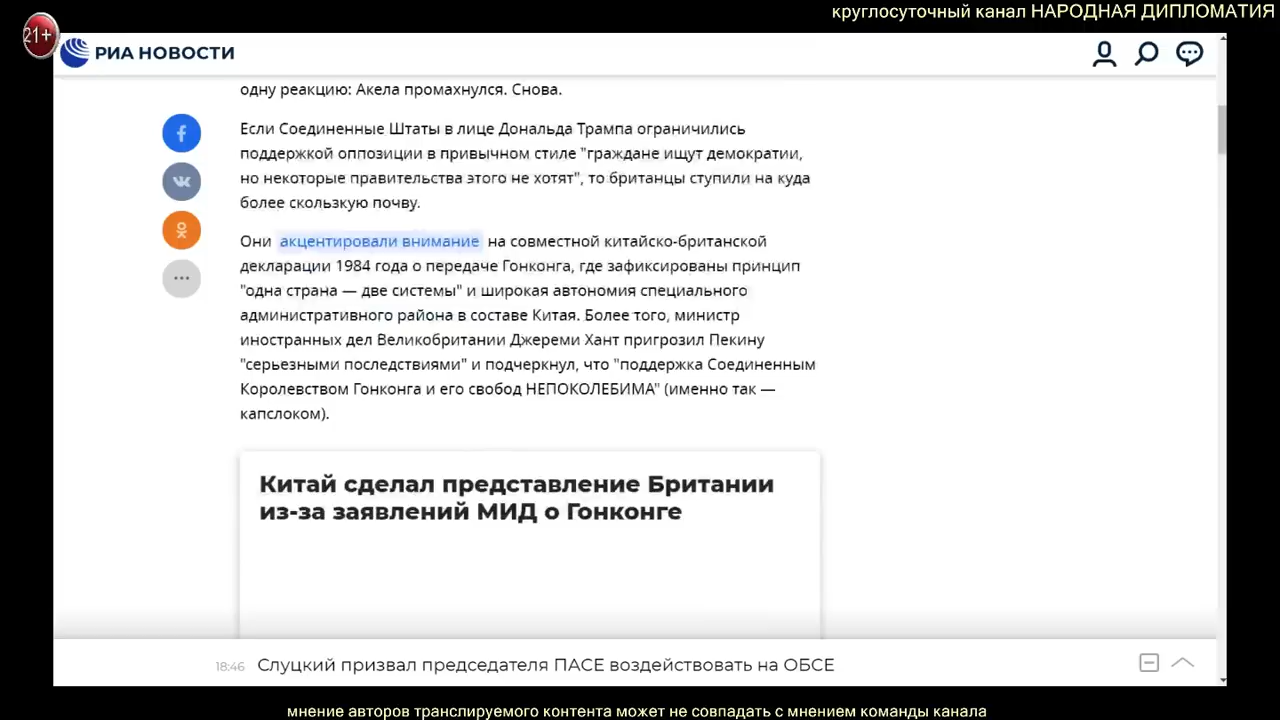 круглосуточный канал НАРОДНАЯ ДИПЛОМАТИЯ
21+
РИА НОВОСТИ
одну реакцию: Акела промахнулся. Снова.
Если Соединенные Штаты в лице Дональда Трампа ограничились
поддержкой оппозиции в привычном стиле "граждане ищут демократии,
но некоторые правительства этого не хотят", то британцы ступили на куда
более скользкую почву.
Они акцентировали внимание на совместной китайско-британской
декларации 1984 года о передаче Гонконга, где зафиксированы принцип
"одна страна — две системы" и широкая автономия специального
административного района в составе Китая. Более того, министр
иностранных дел Великобритании Джереми Хант пригрозил Пекину
"серьезными последствиями" и подчеркнул, что "поддержка Соединенным
Королевством Гонконга и его свобод НЕПОКОЛЕБИМА" (именно так —
капслоком).
Китай сделал представление Британии
из-за заявлений МИД о Гонконге
18:46 Слуцкий призвал председателя ПАСЕ воздействовать на ОБСЕ
мнение авторов транслируемого контента может не совпадать с мнением команды канала